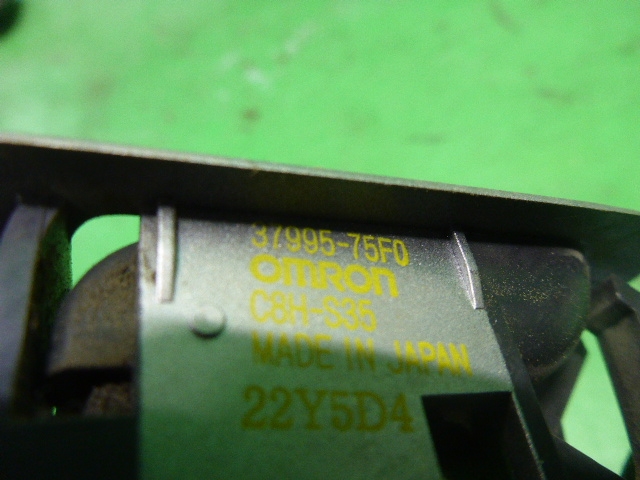 37995-75F0
OMRON
C8H-S35
MADE IN JAPAN
22Y5D4